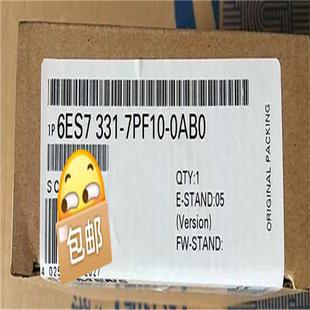 1P 6ES7 331-7PF10-0AB0
S
QTY:1
E-STAND:05
(Version)
FW-STAND:
包邮
ORIGINAL PACKING